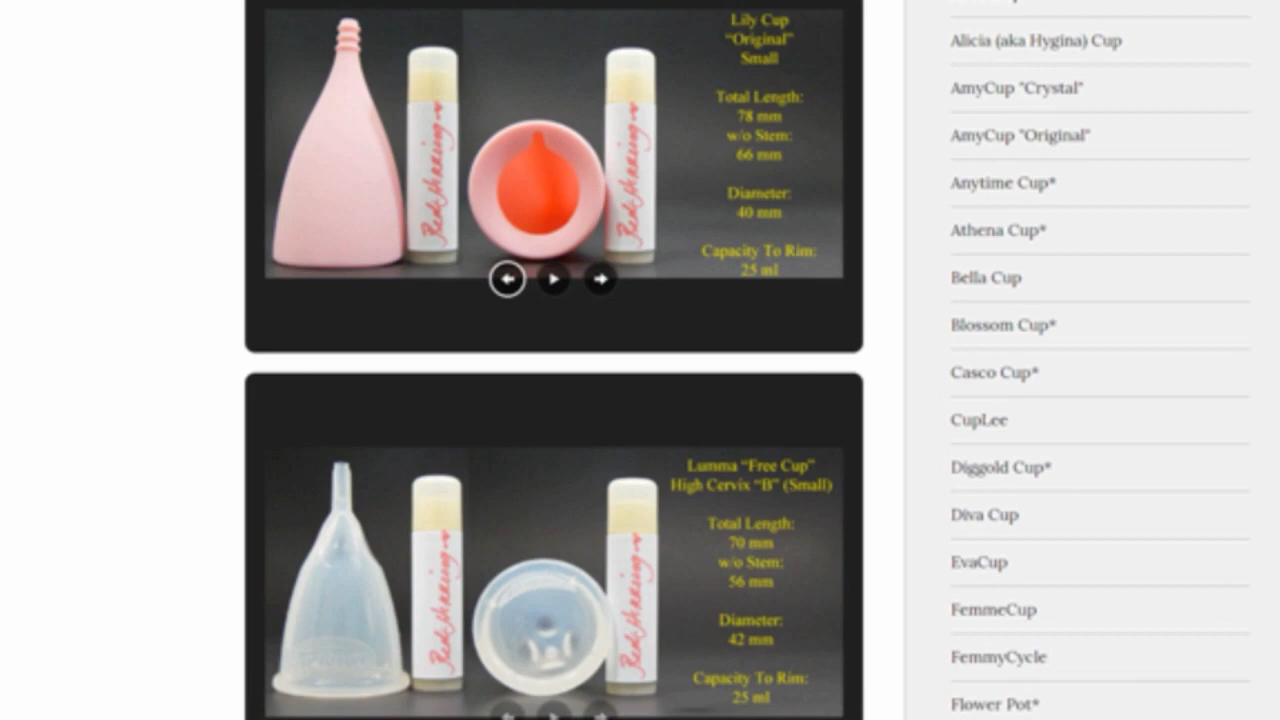 Lily Cup
“Original”
Small
Total Length:
78 mm
w/o Stem:
66 mm
Diameter:
40 mm
Capacity To Rim:
25 ml
Lumma “Free Cup”
High Cervix “B” (Small)
Total Length:
70 mm
w/o Stem:
56 mm
Diameter:
42 mm
Capacity To Rim:
25 ml
Alicia (aka Hygina) Cup
AmyCup "Crystal"
AmyCup "Original"
Anytime Cup*
Athena Cup*
Bella Cup
Blossom Cup*
Casco Cup*
CupLee
Diggold Cup*
Diva Cup
EvaCup
FemmeCup
FemmyCycle
Flower Pot*